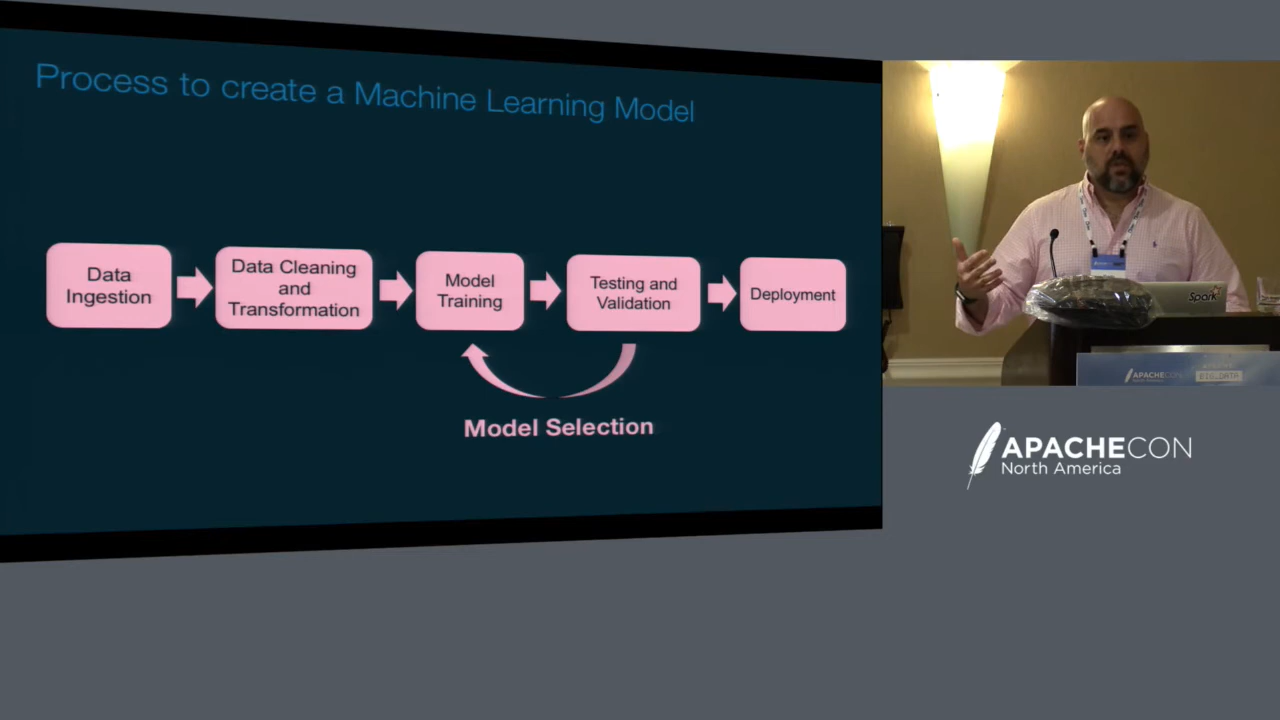 Process to create a Machine Learning Model
Data
Ingestion
Data Cleaning
and
Transformation
Model
Training
Testing and
Validation
Deployment
Model Selection
Spark
APACHECON
APACHECON
North America